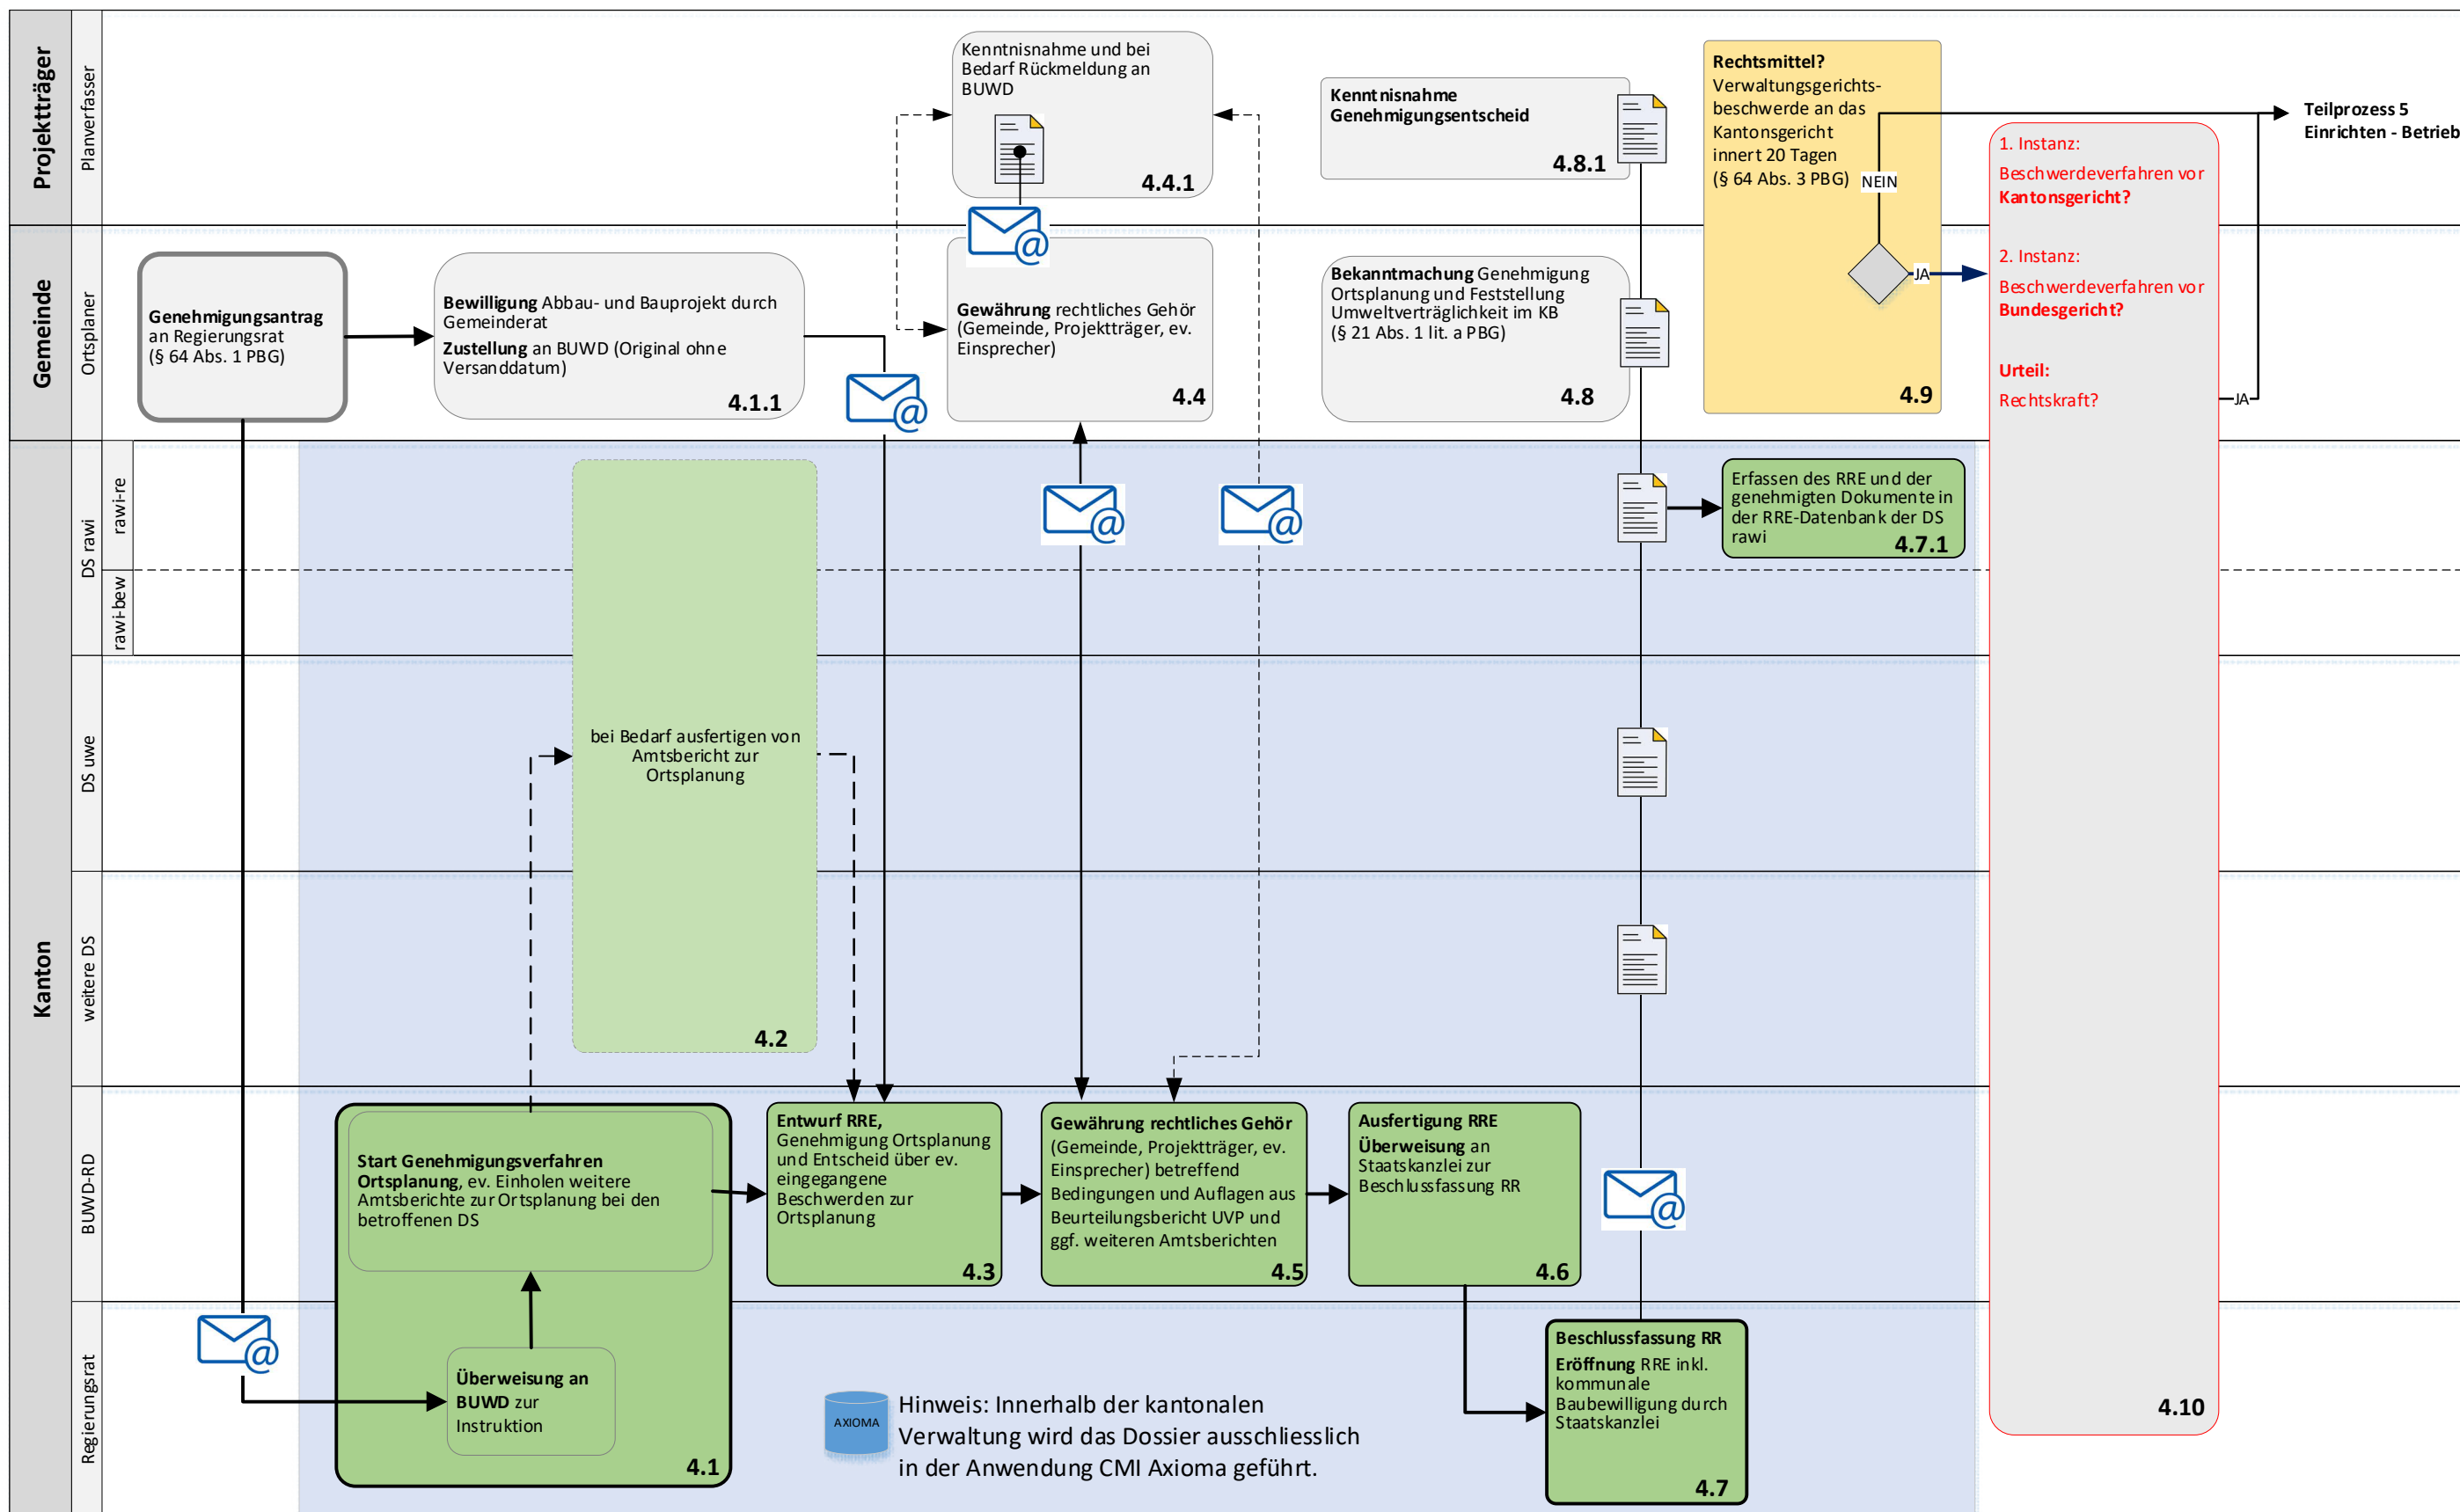 Projektträger
Planverfasser
Kenntnisnahme und bei
Bedarf Rückmeldung an
BUWD
4.4.1
Kenntnisnahme
Genehmigungsentscheid
4.8.1
Rechtsmittel?
Verwaltungsgerichts-
beschwerde an das
Kantonsgericht
innert 20 Tagen
(§ 64 Abs. 3 PBG)
NEIN
JA
4.9
Teilprozess 5
Einrichten - Betrieb
1. Instanz:
Beschwerdeverfahren vor
Kantonsgericht?
2. Instanz:
Beschwerdeverfahren vor
Bundesgericht?
Urteil:
Rechtskraft?
JA
4.10
Gemeinde
Ortsplaner
Genehmigungsantrag
an Regierungsrat
(§ 64 Abs. 1 PBG)
Bewilligung Abbau- und Bauprojekt durch
Gemeinderat
Zustellung an BUWD (Original ohne
Versanddatum)
4.1.1
@
@
Gewährung rechtliches Gehör
(Gemeinde, Projektträger, ev.
Einsprecher)
4.4
Bekanntmachung Genehmigung
Ortsplanung und Feststellung
Umweltverträglichkeit im KB
(§ 21 Abs. 1 lit. a PBG)
4.8
Kanton
DS rawi
rawi-re
rawi-bew
@
@
Erfassen des RRE und der
genehmigten Dokumente in
der RRE-Datenbank der DS
rawi
4.7.1
DS uwe
bei Bedarf ausfertigen von
Amtsbericht zur
Ortsplanung
4.2
weitere DS
BUWD-RD
Start Genehmigungsverfahren
Ortsplanung, ev. Einholen weitere
Amtsberichte zur Ortsplanung bei den
betroffenen DS
Entwurf RRE,
Genehmigung Ortsplanung
und Entscheid über ev.
eingegangene
Beschwerden zur
Ortsplanung
4.3
Gewährung rechtliches Gehör
(Gemeinde, Projektträger, ev.
Einsprecher) betreffend
Bedingungen und Auflagen aus
Beurteilungsbericht UVP und
ggf. weiteren Amtsberichten
4.5
Ausfertigung RRE
Überweisung an
Staatskanzlei zur
Beschlussfassung RR
4.6
@
Regierungsrat
@
Überweisung an
BUWD zur
Instruktion
4.1
AXIOMA
Hinweis: Innerhalb der kantonalen
Verwaltung wird das Dossier ausschliesslich
in der Anwendung CMI Axioma geführt.
Beschlussfassung RR
Eröffnung RRE inkl.
kommunale
Baubewilligung durch
Staatskanzlei
4.7